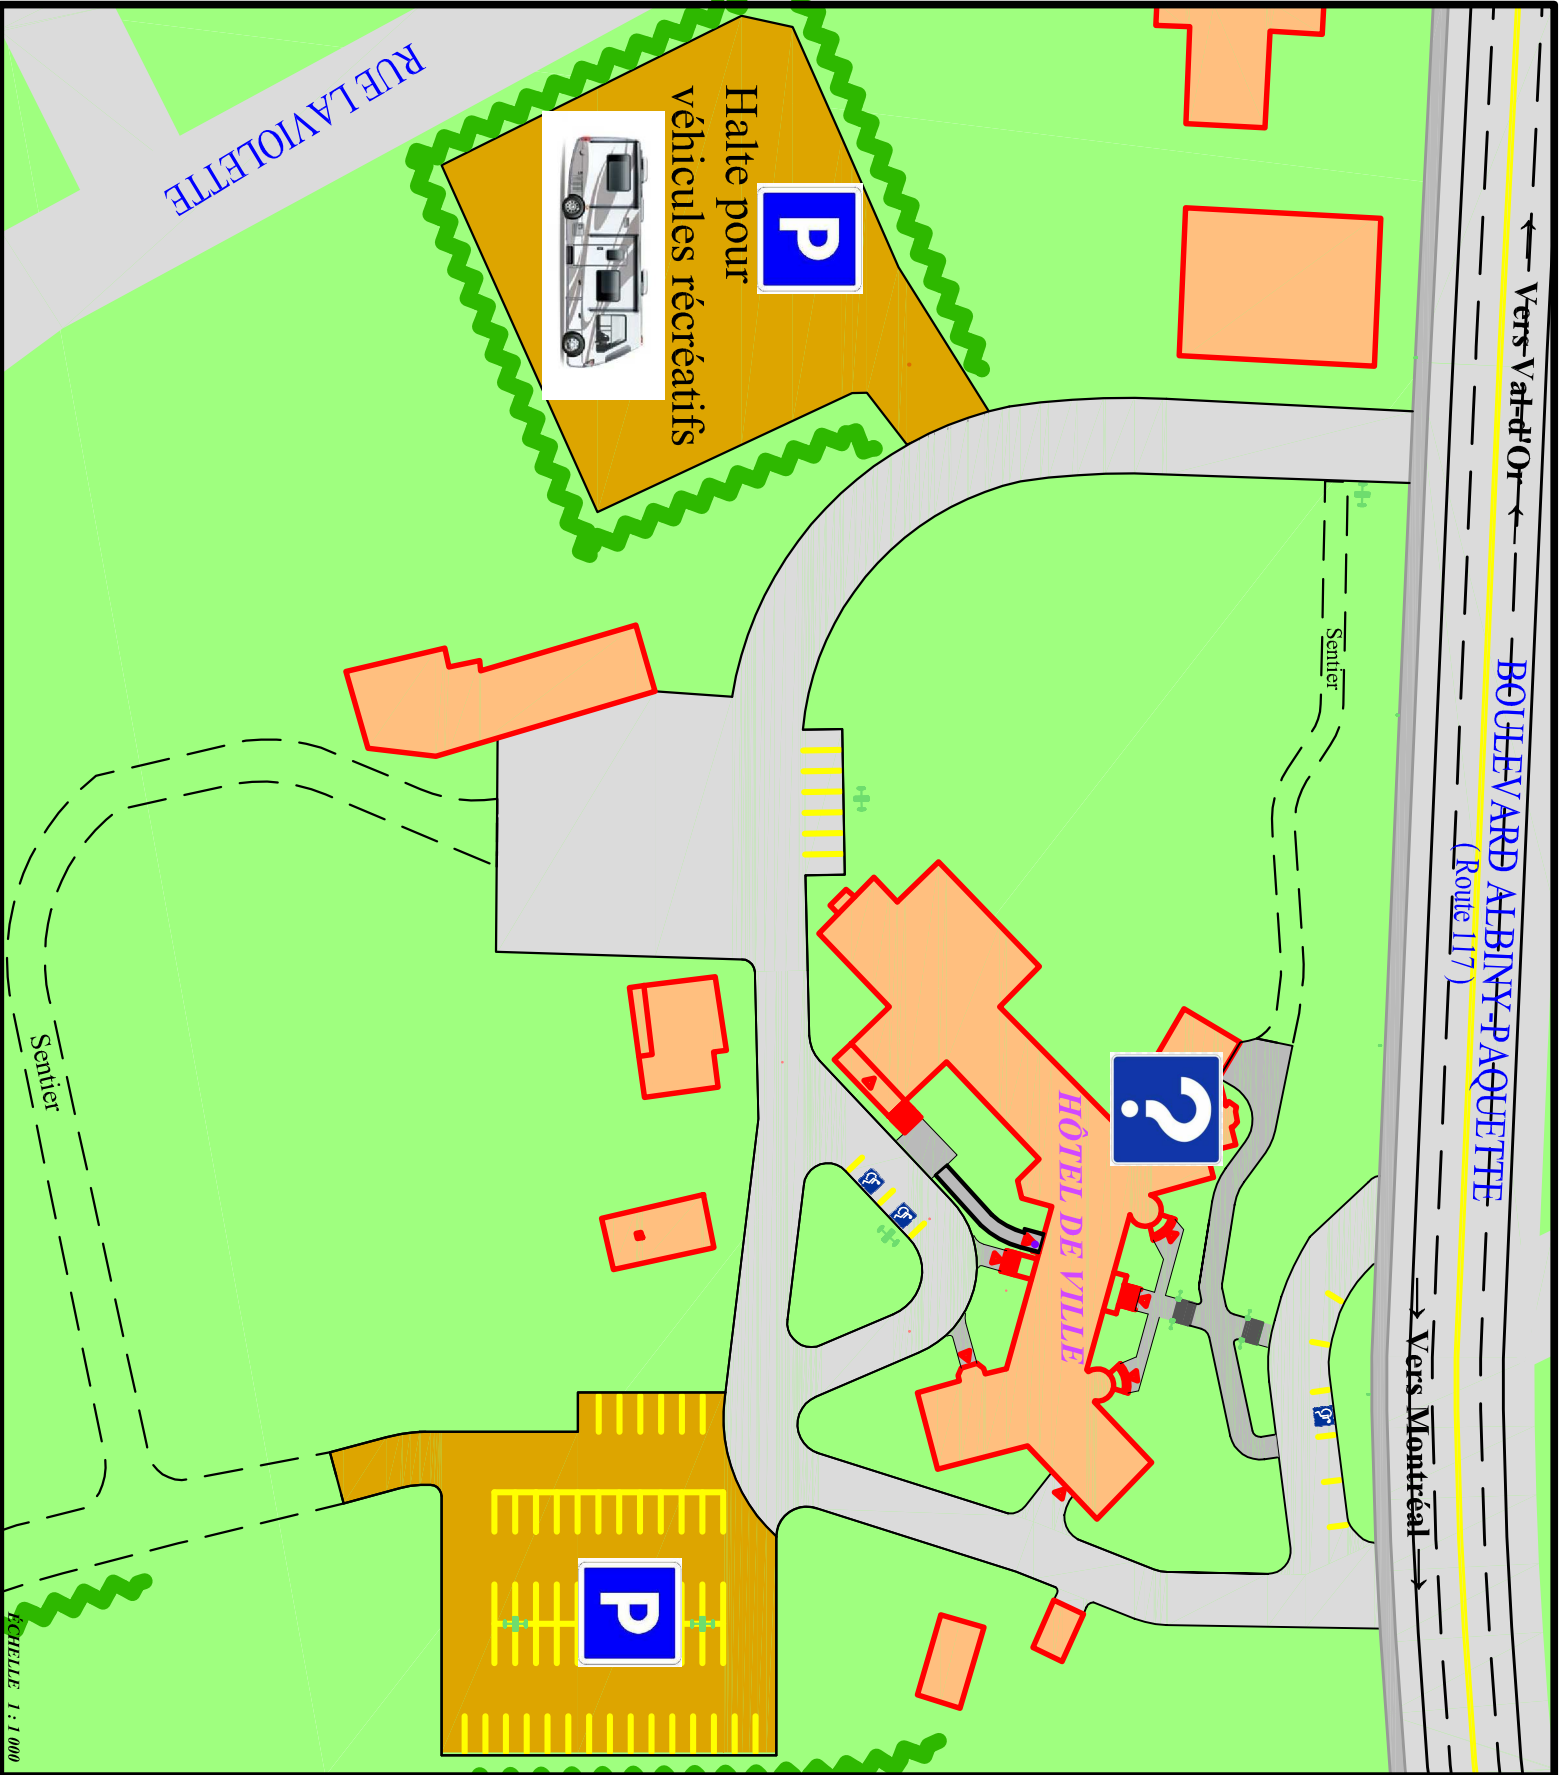 ← Vers Val-d'Or ←
BOULEVARD ALBINY-PAQUETTE
( Route 117 )
→ Vers Montréal →
Sentier
P
Halte pour
véhicules récréatifs
RUE LAVIOLETTE
?
HÔTEL DE VILLE
Sentier
P
ÉCHELLE 1 : 1 000